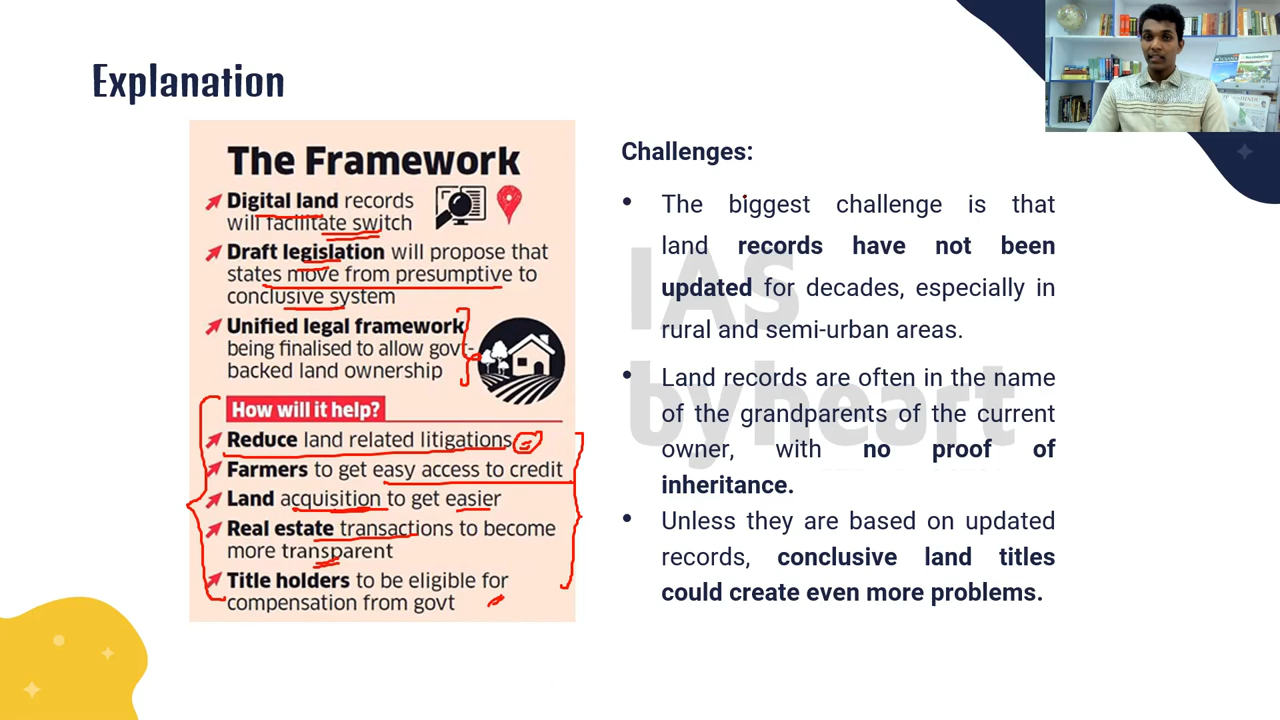 Explanation
The Framework
Digital land records
will facilitate switch
Draft legislation will propose that
states move from presumptive to
conclusive system
Unified legal framework
being finalised to allow govt-
backed land ownership
How will it help?
Reduce land related litigations
Farmers to get easy access to credit
Land acquisition to get easier
Real estate transactions to become
more transparent
Title holders to be eligible for
compensation from govt
Challenges:
• The biggest challenge is that
land records have not been
updated for decades, especially in
rural and semi-urban areas.
• Land records are often in the name
of the grandparents of the current
owner, with no proof of
inheritance.
• Unless they are based on updated
records, conclusive land titles
could create even more problems.
IAS
byheart